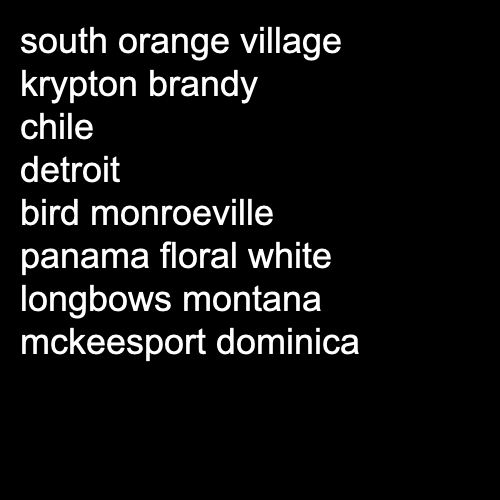 south orange village
krypton brandy
chile
detroit
bird monroeville
panama floral white
longbows montana
mckeesport dominica